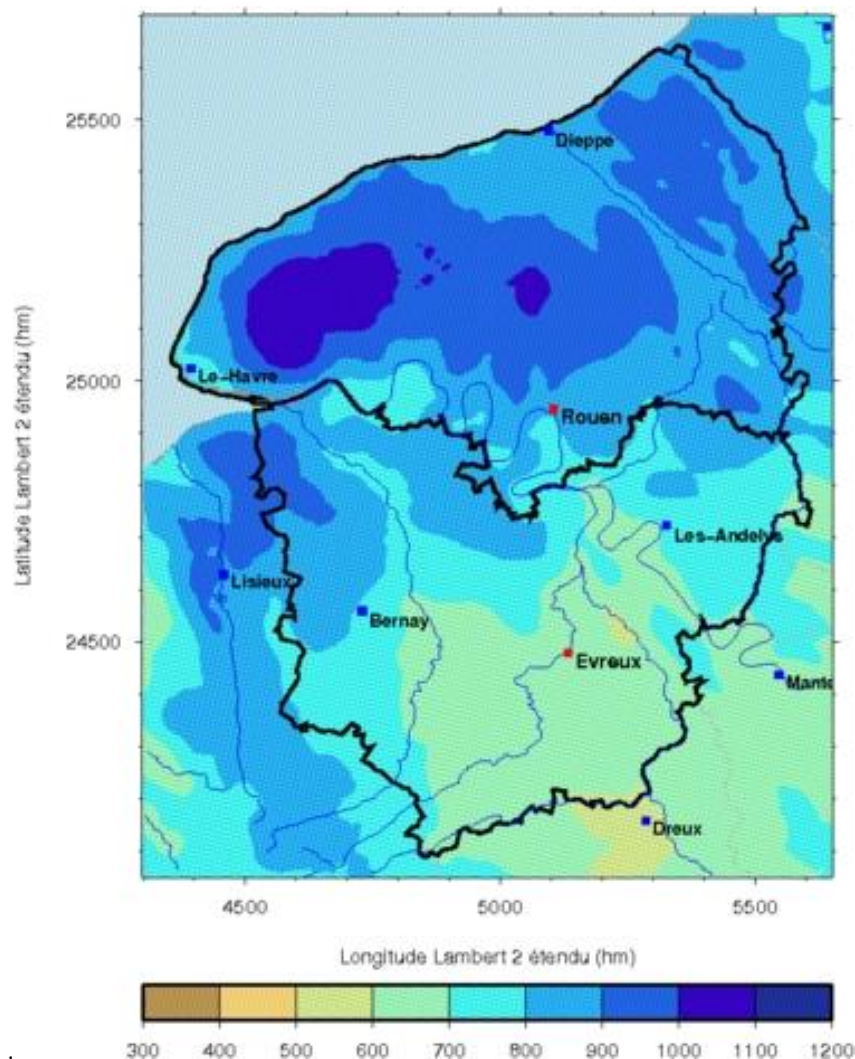 25500
Dieppe
Latitude Lambert 2 étendu (hm)
25000
Le-Havre
Rouen
Les-Andelys
Lisieux
Bernay
24500
Evreux
Mante
Dreux
4500 5000 5500
Longitude Lambert 2 étendu (hm)
300 400 500 600 700 800 900 1000 1100 1200